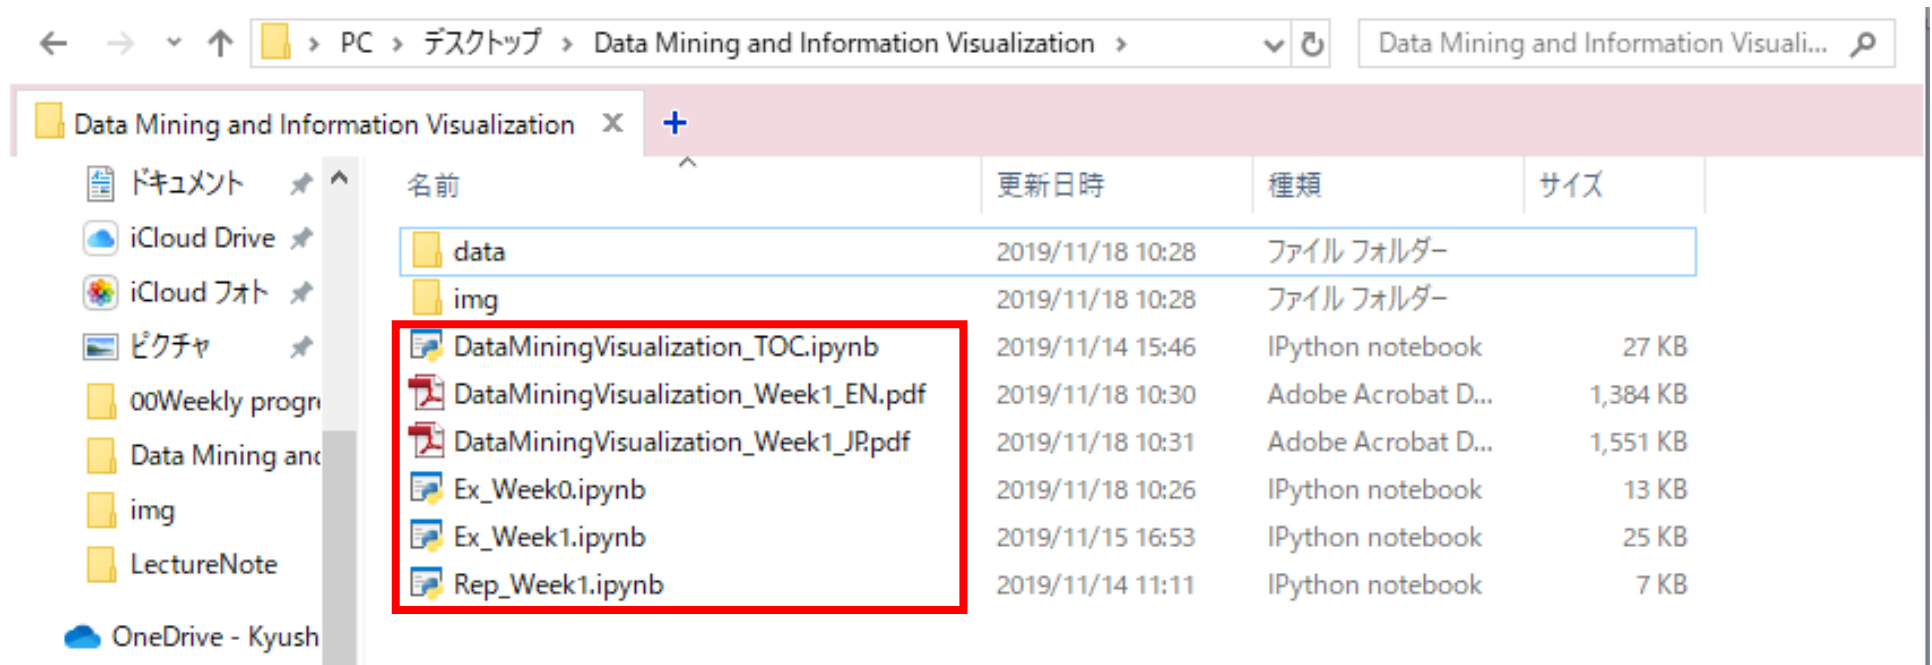 PC › デスクトップ › Data Mining and Information Visualization ›
Data Mining and Information Visuali...
Data Mining and Information Visualization
ドキュメント
iCloud Drive
iCloud フォト
ピクチャ
00Weekly progre
Data Mining and
img
LectureNote
OneDrive - Kyush
名前 更新日時 種類 サイズ
data 2019/11/18 10:28 ファイル フォルダー
img 2019/11/18 10:28 ファイル フォルダー
DataMiningVisualization_TOC.ipynb 2019/11/14 15:46 IPython notebook 27 KB
DataMiningVisualization_Week1_EN.pdf 2019/11/18 10:30 Adobe Acrobat D... 1,384 KB
DataMiningVisualization_Week1_JP.pdf 2019/11/18 10:31 Adobe Acrobat D... 1,551 KB
Ex_Week0.ipynb 2019/11/18 10:26 IPython notebook 13 KB
Ex_Week1.ipynb 2019/11/15 16:53 IPython notebook 25 KB
Rep_Week1.ipynb 2019/11/14 11:11 IPython notebook 7 KB